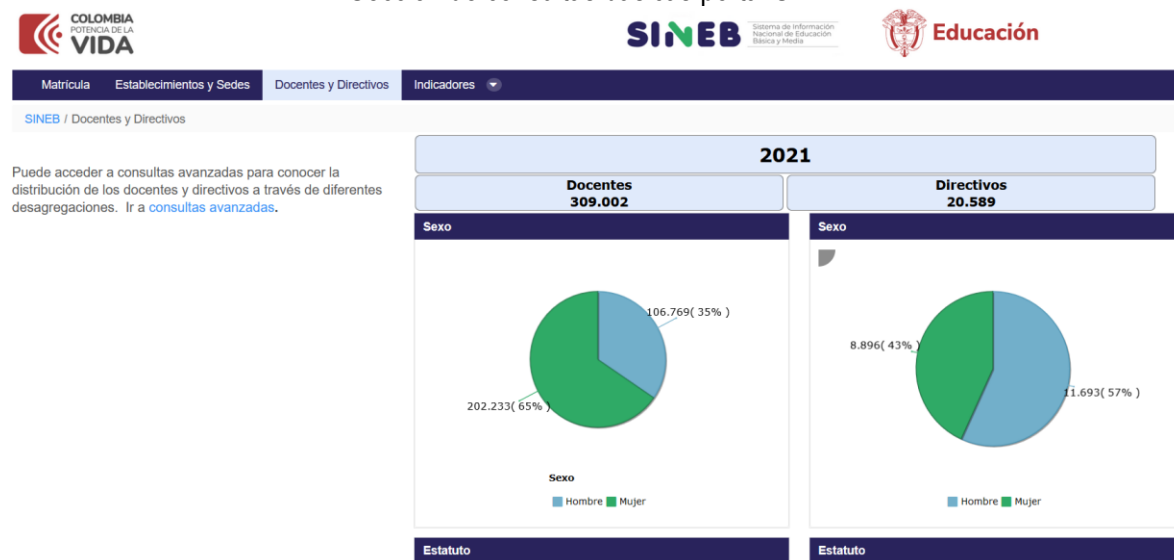 COLOMBIA
POTENCIA DE LA
VIDA
SINEB
Sistema de Información
Nacional de Educación
Básica y Media
Educación
Matrícula Establecimientos y Sedes Docentes y Directivos Indicadores
SINEB / Docentes y Directivos
Puede acceder a consultas avanzadas para conocer la
distribución de los docentes y directivos a través de diferentes
desagregaciones. Ir a consultas avanzadas.
2021
Docentes
309.002
Directivos
20.589
Sexo
106.769( 35% )
202.233( 65% )
Sexo
Hombre Mujer
Sexo
8.896( 43% )
11.693( 57% )
Hombre Mujer
Estatuto
Estatuto